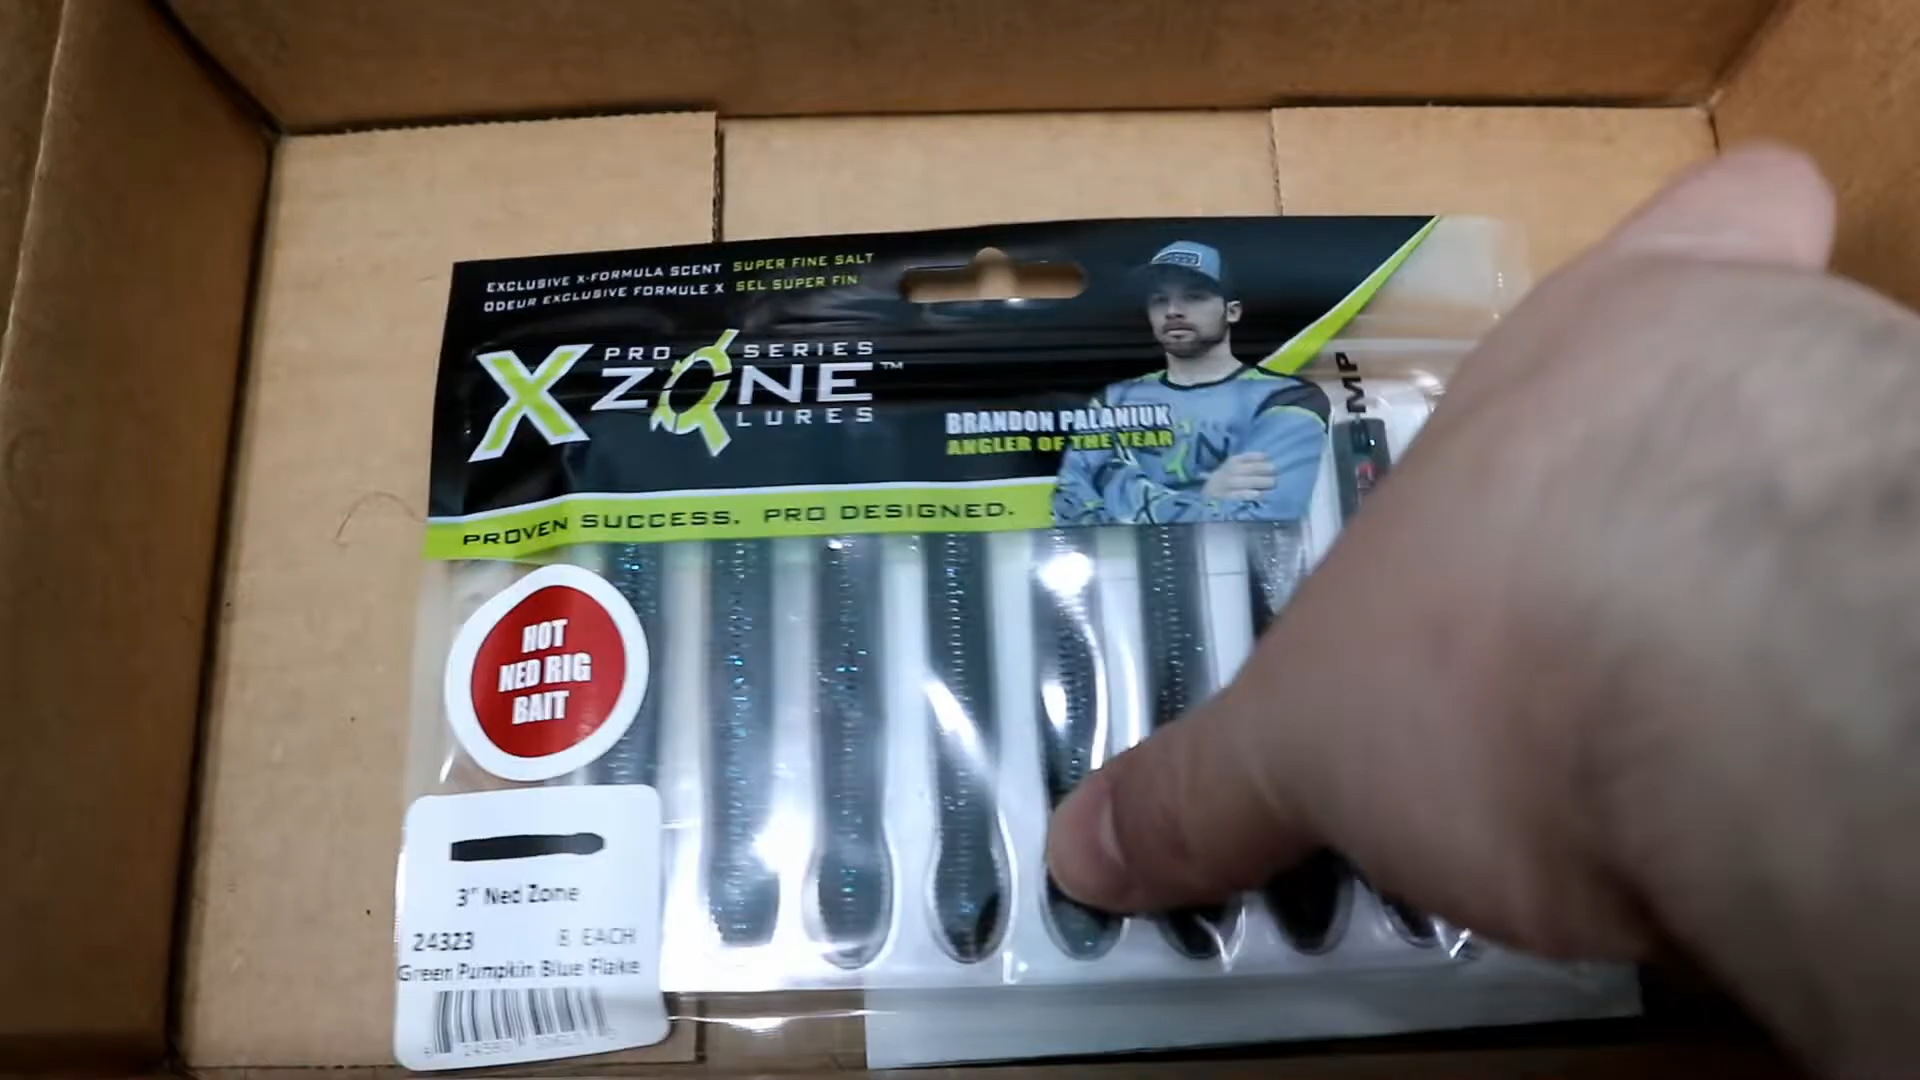 EXCLUSIVE X-FORMULA SCENT SUPER FINE SALT
ODEUR EXCLUSIVE FORMULE X SEL SUPER FIN
PRO SERIES
X ZONE™
LURES
BRANDON PALANIUK
ANGLER OF THE YEAR
PROVEN SUCCESS. PRO DESIGNED.
HOT
NED RIG
BAIT
3" Ned Zone
24323 8 EACH
Green Pumpkin Blue Flake